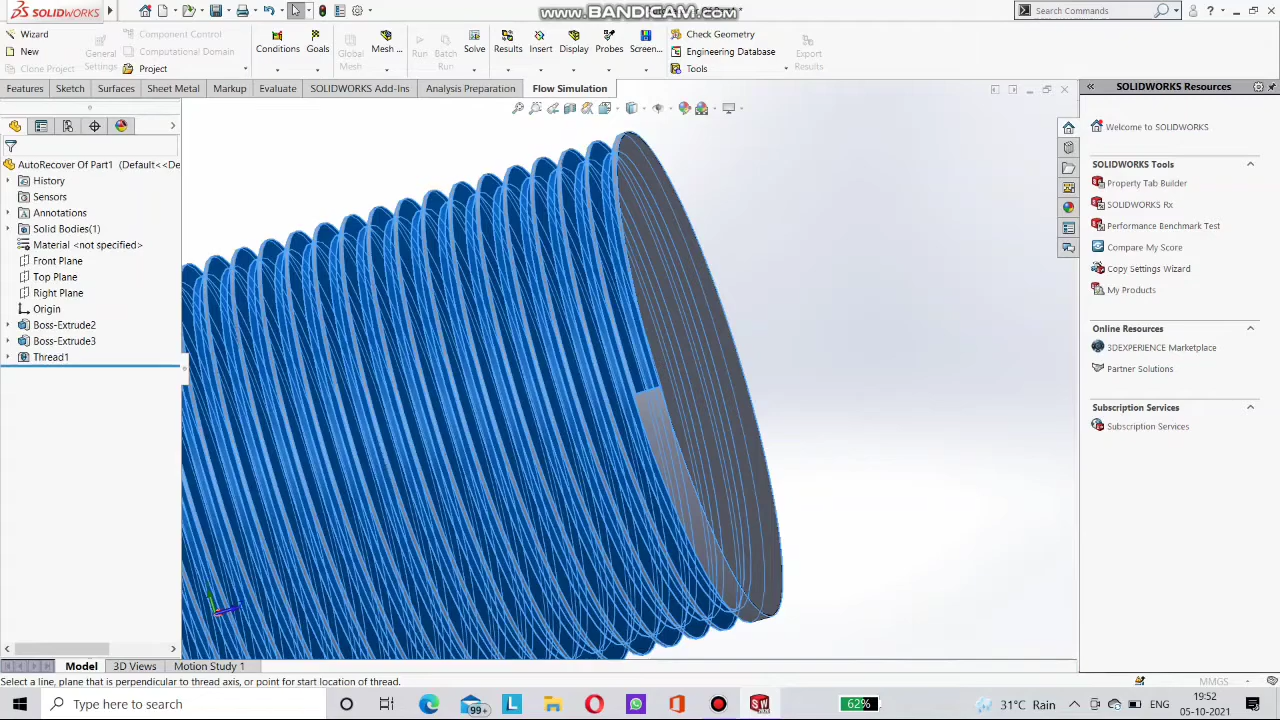 SOLIDWORKS
www.BANDICAM.com
Search Commands
Wizard
New
Clone Project
General
Settings
Component Control
Computational Domain
Project
Conditions
Goals
Global
Mesh
Mesh ...
Run
Batch
Run
Solve
Results
Insert
Display
Probes
Screen...
Check Geometry
Engineering Database
Tools
Export
Results
Features
Sketch
Surfaces
Sheet Metal
Markup
Evaluate
SOLIDWORKS Add-Ins
Analysis Preparation
Flow Simulation
AutoRecover Of Part1 (Default<<De
History
Sensors
Annotations
Solid Bodies(1)
Material <not specified>
Front Plane
Top Plane
Right Plane
Origin
Boss-Extrude2
Boss-Extrude3
Thread1
SOLIDWORKS Resources
Welcome to SOLIDWORKS
SOLIDWORKS Tools
Property Tab Builder
SOLIDWORKS Rx
Performance Benchmark Test
Compare My Score
Copy Settings Wizard
My Products
Online Resources
3DEXPERIENCE Marketplace
Partner Solutions
Subscription Services
Subscription Services
Model
3D Views
Motion Study 1
Select a line, plane that is perpendicular to thread axis, or point for start location of thread.
MMGS
Type here to search
99+
L
SW
62%
31°C Rain
ENG
19:52
05-10-2021